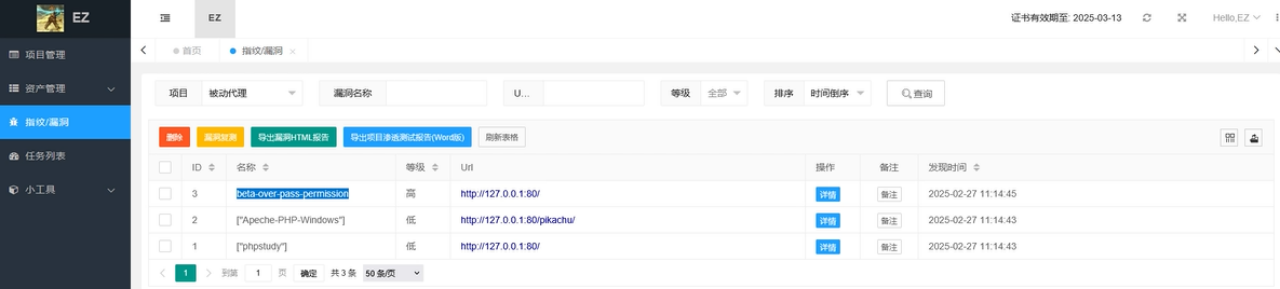 EZ
EZ
证书有效期至: 2025-03-13
Hello,EZ
项目管理
首页
指纹/漏洞
资产管理
项目
被动代理
漏洞名称
U...
等级
全部
排序
时间倒序
查询
指纹/漏洞
删除
漏洞复测
导出漏洞HTML报告
导出项目渗透测试报告(Word版)
刷新表格
任务列表
ID
名称
等级
Url
操作
备注
发现时间
小工具
3
beta-over-pass-permission
高
http://127.0.0.1:80/
详情
备注
2025-02-27 11:14:45
2
["Apeche-PHP-Windows"]
低
http://127.0.0.1:80/pikachu/
详情
备注
2025-02-27 11:14:43
1
["phpstudy"]
低
http://127.0.0.1:80/
详情
备注
2025-02-27 11:14:43
1
到第
1
页
确定
共 3 条
50 条/页